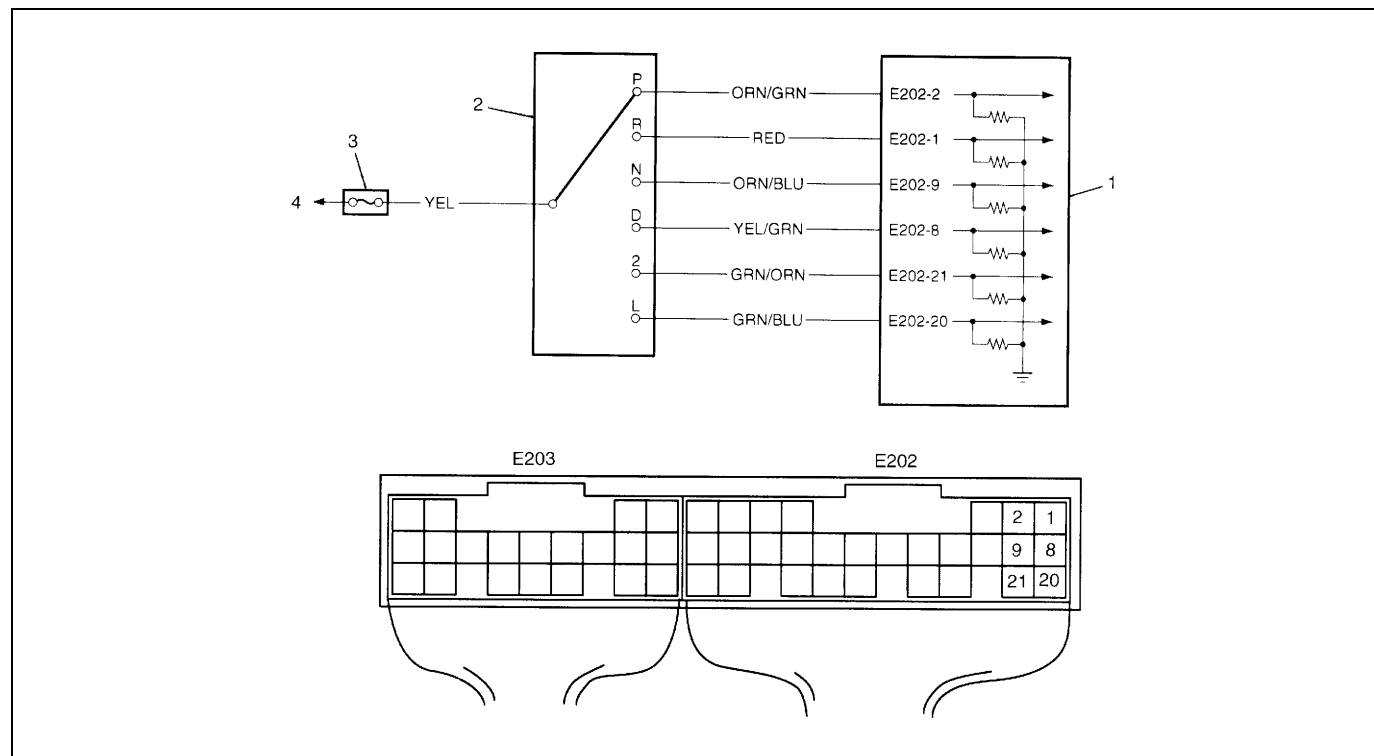 P ORN/GRN E202-2
2
R RED E202-1
3
N ORN/BLU E202-9
1
4 YEL
D YEL/GRN E202-8
2 GRN/ORN E202-21
L GRN/BLU E202-20
E203 E202
2 1
9 8
21 20